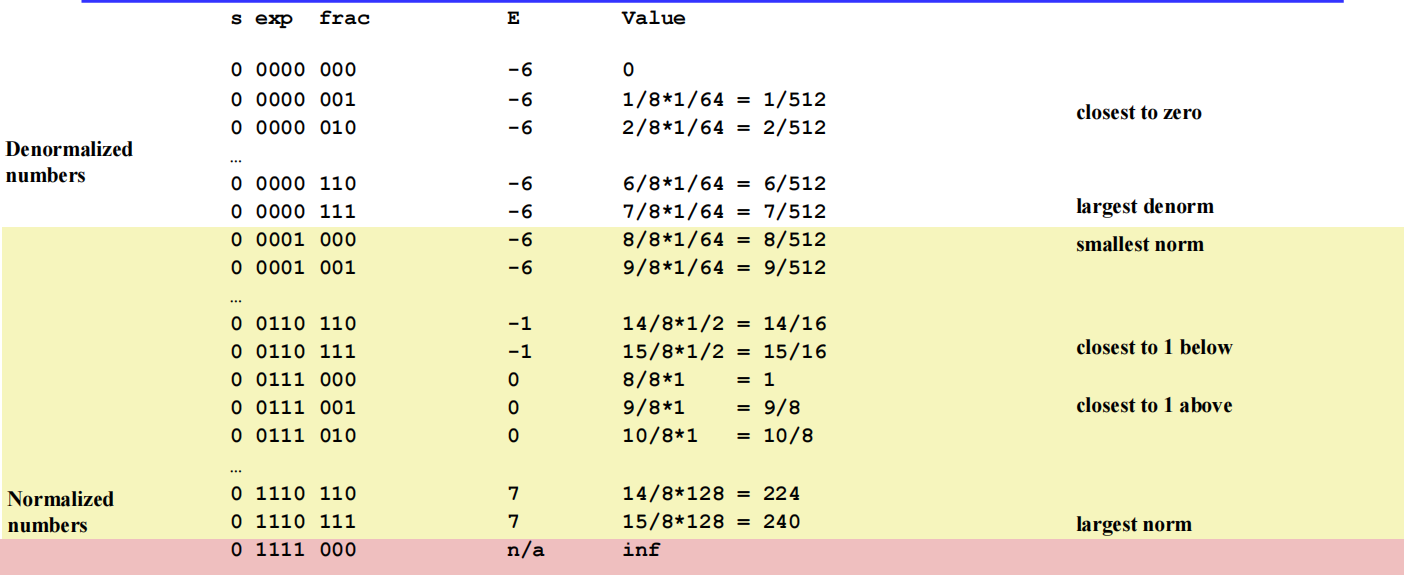 s exp frac E Value
0 0000 000 -6 0
0 0000 001 -6 1/8*1/64 = 1/512 closest to zero
0 0000 010 -6 2/8*1/64 = 2/512
Denormalized
numbers
…
0 0000 110 -6 6/8*1/64 = 6/512
0 0000 111 -6 7/8*1/64 = 7/512 largest denorm
0 0001 000 -6 8/8*1/64 = 8/512 smallest norm
0 0001 001 -6 9/8*1/64 = 9/512
…
0 0110 110 -1 14/8*1/2 = 14/16
0 0110 111 -1 15/8*1/2 = 15/16 closest to 1 below
0 0111 000 0 8/8*1 = 1
0 0111 001 0 9/8*1 = 9/8 closest to 1 above
0 0111 010 0 10/8*1 = 10/8
…
Normalized
numbers
0 1110 110 7 14/8*128 = 224
0 1110 111 7 15/8*128 = 240 largest norm
0 1111 000 n/a inf